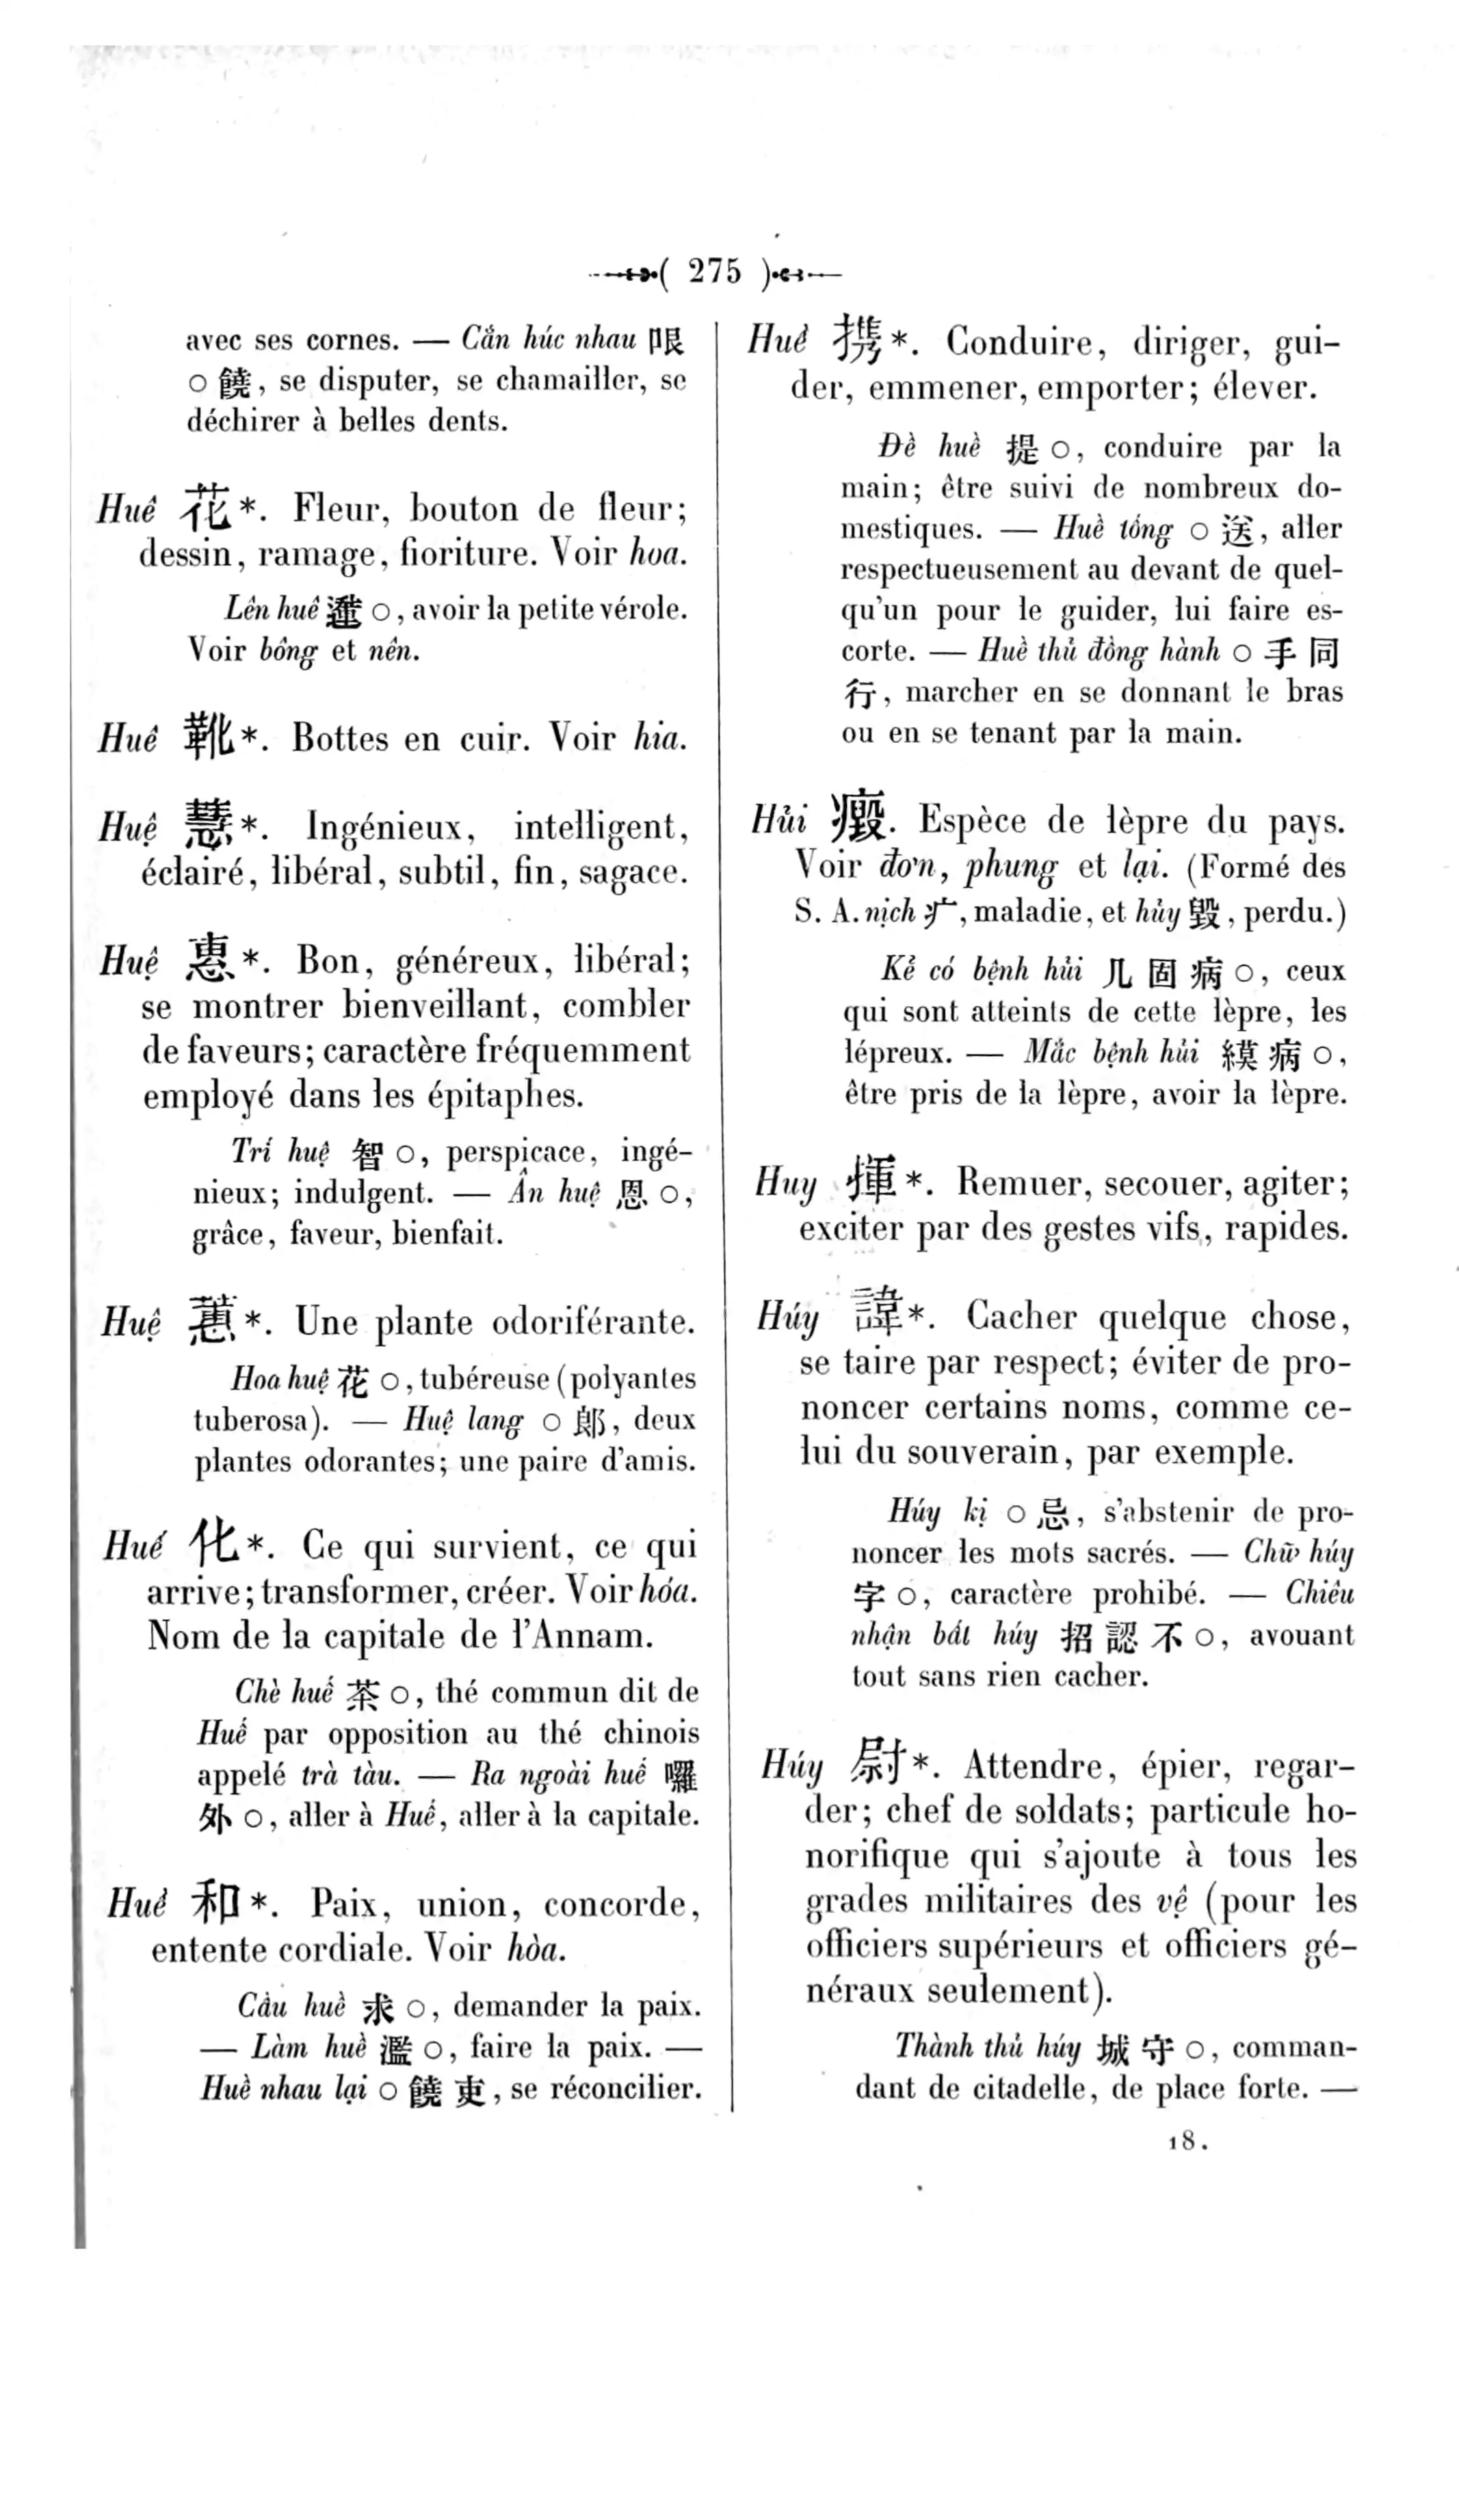 ( 275 )
avec ses cornes. — Cắn húc nhau 哏
○ 饒, se disputer, se chamailler, se
déchirer à belles dents.
Huê 花 *. Fleur, bouton de fleur;
dessin, ramage, fioriture. Voir hoa.
Lên huê ○, avoir la petite vérole.
Voir bông et nên.
Huê 靴 *. Bottes en cuir. Voir hia.
Huệ 慧 *. Ingénieux, intelligent,
éclairé, libéral, subtil, fin, sagace.
Huệ 惠 *. Bon, généreux, libéral;
se montrer bienveillant, combler
de faveurs; caractère fréquemment
employé dans les épitaphes.
Trí huệ 智 ○, perspicace, ingé-
nieux; indulgent. — Ân huệ 恩 ○,
grâce, faveur, bienfait.
Huệ 蕙 *. Une plante odoriférante.
Hoa huệ 花 ○, tubéreuse (polyantes
tuberosa). — Huệ lang ○ 郎, deux
plantes odorantes; une paire d'amis.
Huế 化 *. Ce qui survient, ce qui
arrive; transformer, créer. Voir hóa.
Nom de la capitale de l'Annam.
Chè huế 茶 ○, thé commun dit de
Huế par opposition au thé chinois
appelé trà tàu. — Ra ngoài huế 囉
外 ○, aller à Huế, aller à la capitale.
Huề 和 *. Paix, union, concorde,
entente cordiale. Voir hòa.
Cầu huề 求 ○, demander la paix.
— Làm huề 濫 ○, faire la paix. —
Huề nhau lại ○ 饒 吏, se réconcilier.
Huề 携 *. Conduire, diriger, gui-
der, emmener, emporter; élever.
Đề huề 提 ○, conduire par la
main; être suivi de nombreux do-
mestiques. — Huề tống ○ 送, aller
respectueusement au devant de quel-
qu'un pour le guider, lui faire es-
corte. — Huề thủ đồng hành ○ 手 同
行, marcher en se donnant le bras
ou en se tenant par la main.
Hủi. Espèce de lèpre du pays.
Voir đơn, phung et lại. (Formé des
S. A. nịch 疒, maladie, et hủy 毀, perdu.)
Kẻ có bệnh hủi 几 固 病 ○, ceux
qui sont atteints de cette lèpre, les
lépreux. — Mắc bệnh hủi 縸 病 ○,
être pris de la lèpre, avoir la lèpre.
Huy 揮 *. Remuer, secouer, agiter;
exciter par des gestes vifs, rapides.
Húy 諱 *. Cacher quelque chose,
se taire par respect; éviter de pro-
noncer certains noms, comme ce-
lui du souverain, par exemple.
Húy kị ○ 忌, s'abstenir de pro-
noncer les mots sacrés. — Chữ húy
字 ○, caractère prohibé. — Chiêu
nhận bất húy 招 認 不 ○, avouant
tout sans rien cacher.
Húy 尉 *. Attendre, épier, regar-
der; chef de soldats; particule ho-
norifique qui s'ajoute à tous les
grades militaires des vệ (pour les
officiers supérieurs et officiers gé-
néraux seulement).
Thành thủ húy 城 守 ○, comman-
dant de citadelle, de place forte. —
18.